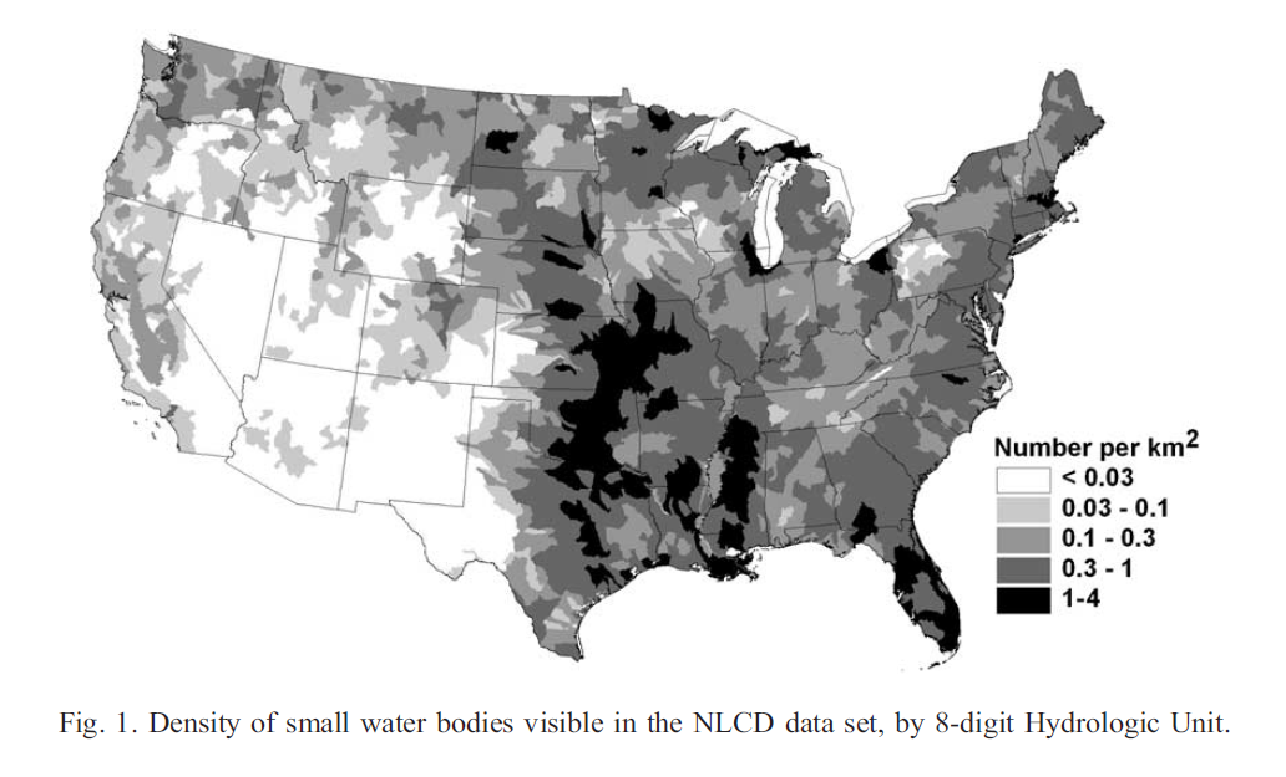 Number per km2
< 0.03
0.03 - 0.1
0.1 - 0.3
0.3 - 1
1-4
Fig. 1. Density of small water bodies visible in the NLCD data set, by 8-digit Hydrologic Unit.